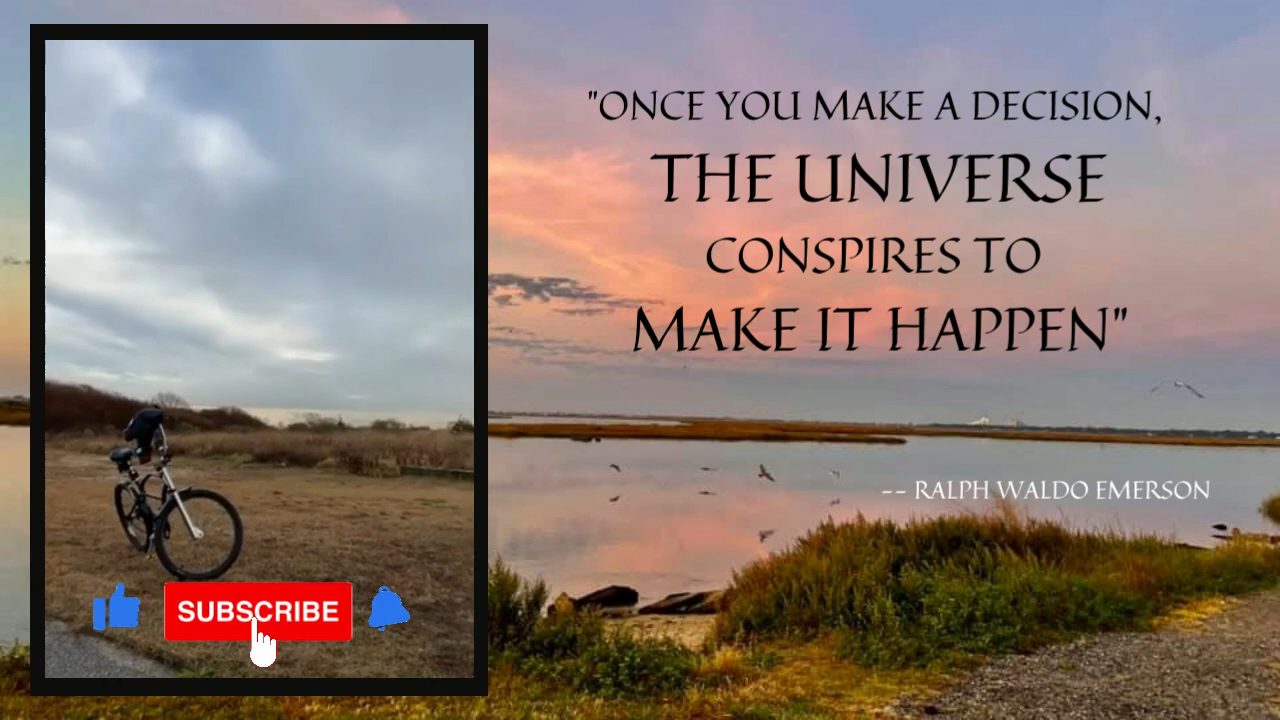 "ONCE YOU MAKE A DECISION,
THE UNIVERSE
CONSPIRES TO
MAKE IT HAPPEN"
-- RALPH WALDO EMERSON
SUBSCRIBE